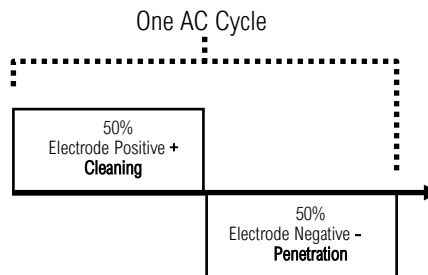 One AC Cycle
50%
Electrode Positive +
Cleaning
50%
Electrode Negative –
Penetration